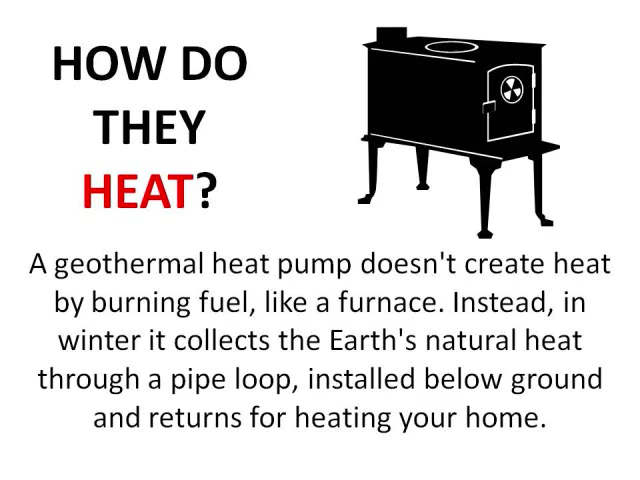 HOW DO
THEY
HEAT?
A geothermal heat pump doesn't create heat
by burning fuel, like a furnace. Instead, in
winter it collects the Earth's natural heat
through a pipe loop, installed below ground
and returns for heating your home.